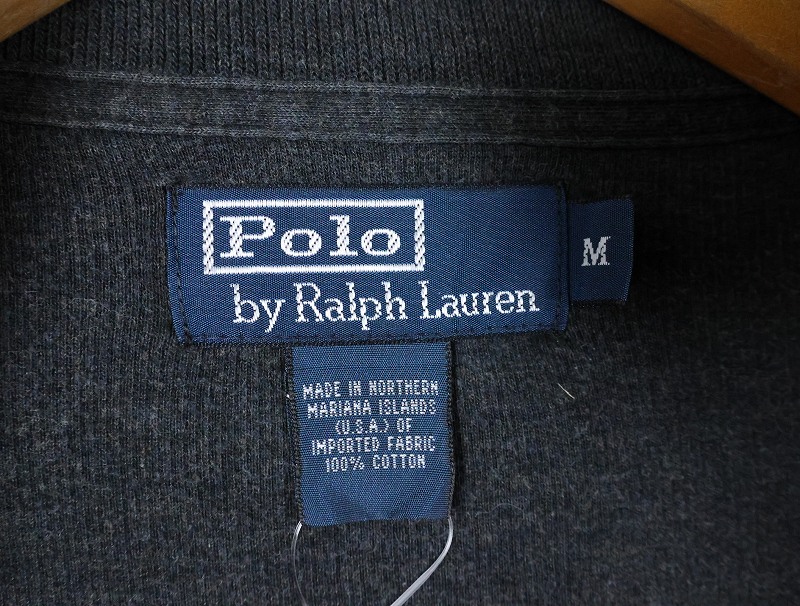 Polo
by Ralph Lauren
M
MADE IN NORTHERN
MARIANA ISLANDS
(U.S.A.) OF
IMPORTED FABRIC
100% COTTON